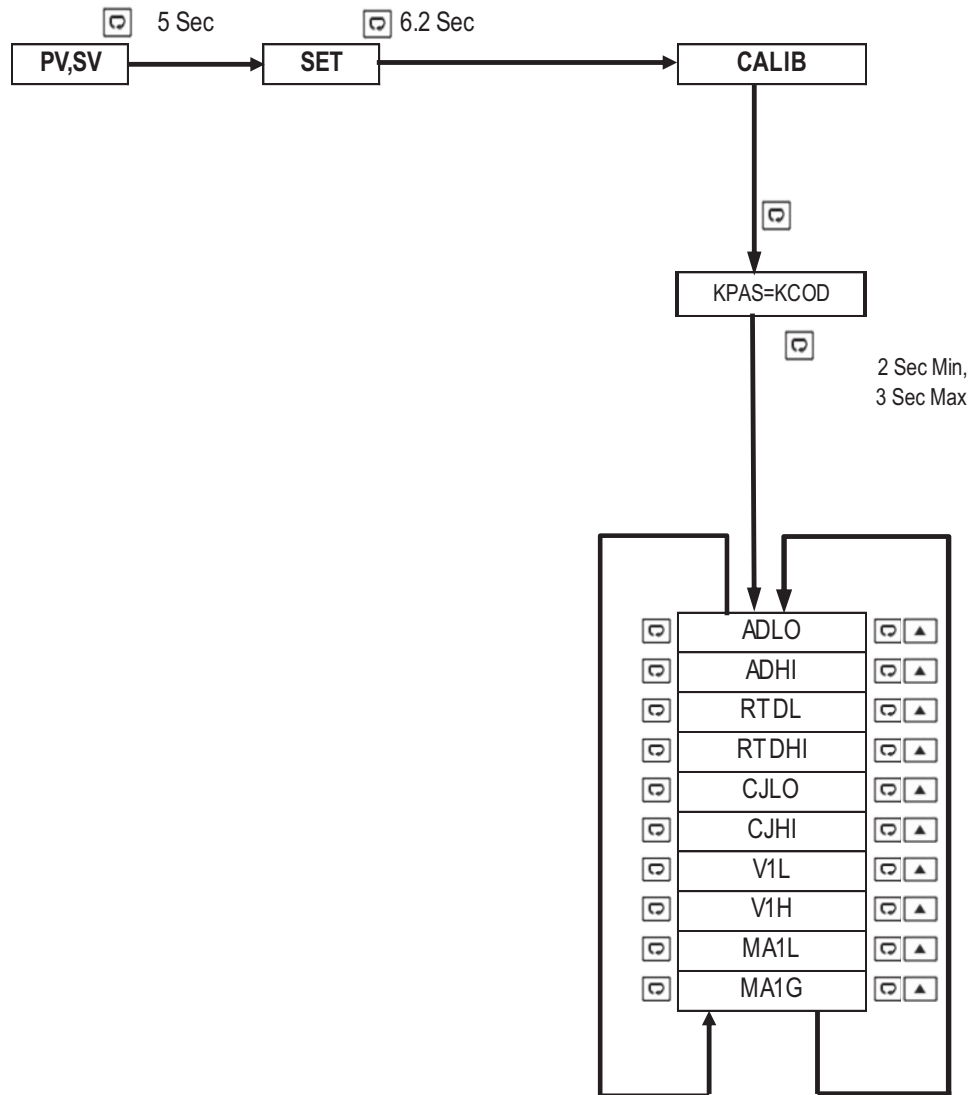 5 Sec
6.2 Sec
PV,SV
SET
CALIB
KPAS=KCOD
2 Sec Min,
3 Sec Max
ADLO
ADHI
RTDL
RTDHI
CJLO
CJHI
V1L
V1H
MA1L
MA1G